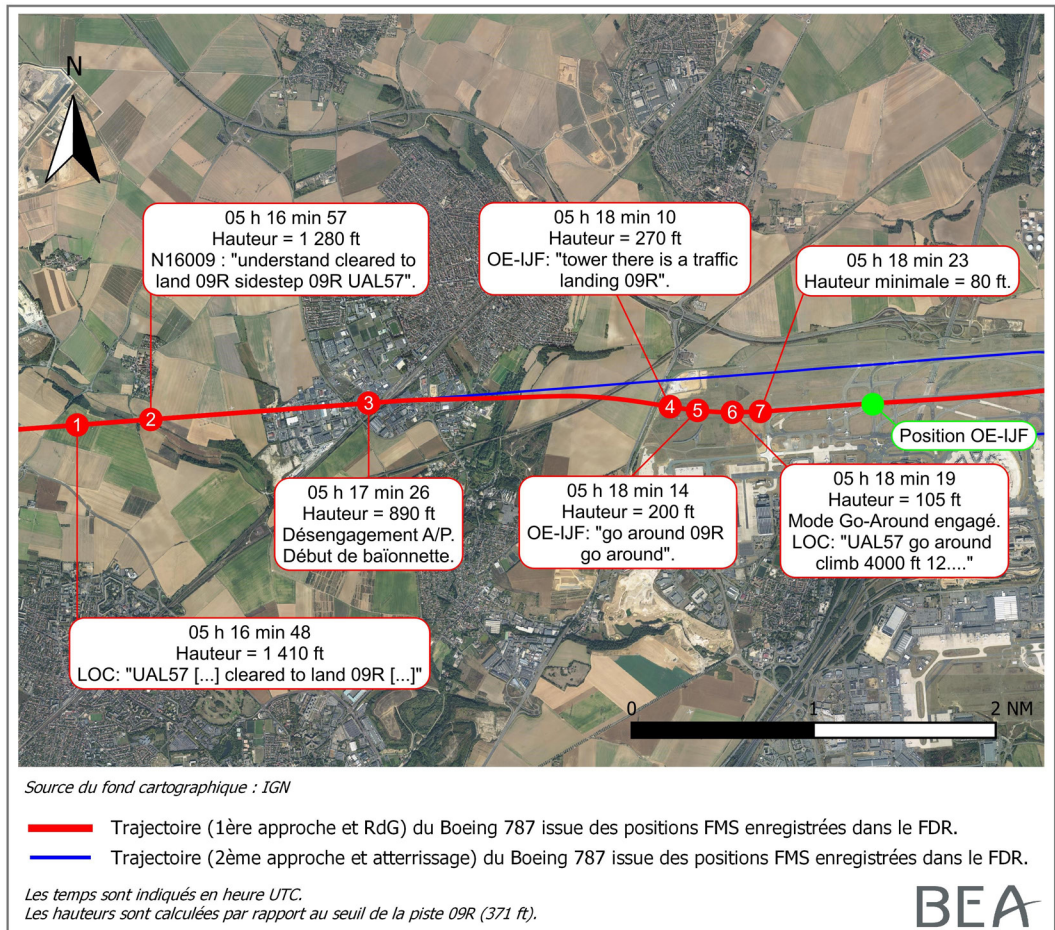 N
05 h 16 min 57
Hauteur = 1 280 ft
N16009 : "understand cleared to
land 09R sidestep 09R UAL57".
05 h 18 min 10
Hauteur = 270 ft
OE-IJF: "tower there is a traffic
landing 09R".
05 h 18 min 23
Hauteur minimale = 80 ft.
1
2
3
4
5
6
7
Position OE-IJF
05 h 17 min 26
Hauteur = 890 ft
Désengagement A/P.
Début de baïonnette.
05 h 18 min 14
Hauteur = 200 ft
OE-IJF: "go around 09R
go around".
05 h 18 min 19
Hauteur = 105 ft
Mode Go-Around engagé.
LOC: "UAL57 go around
climb 4000 ft 12...."
05 h 16 min 48
Hauteur = 1 410 ft
LOC: "UAL57 [...] cleared to land 09R [...]"
0 1 2 NM
Source du fond cartographique : IGN
Trajectoire (1ère approche et RdG) du Boeing 787 issue des positions FMS enregistrées dans le FDR.
Trajectoire (2ème approche et atterrissage) du Boeing 787 issue des positions FMS enregistrées dans le FDR.
Les temps sont indiqués en heure UTC.
Les hauteurs sont calculées par rapport au seuil de la piste 09R (371 ft).
BEA